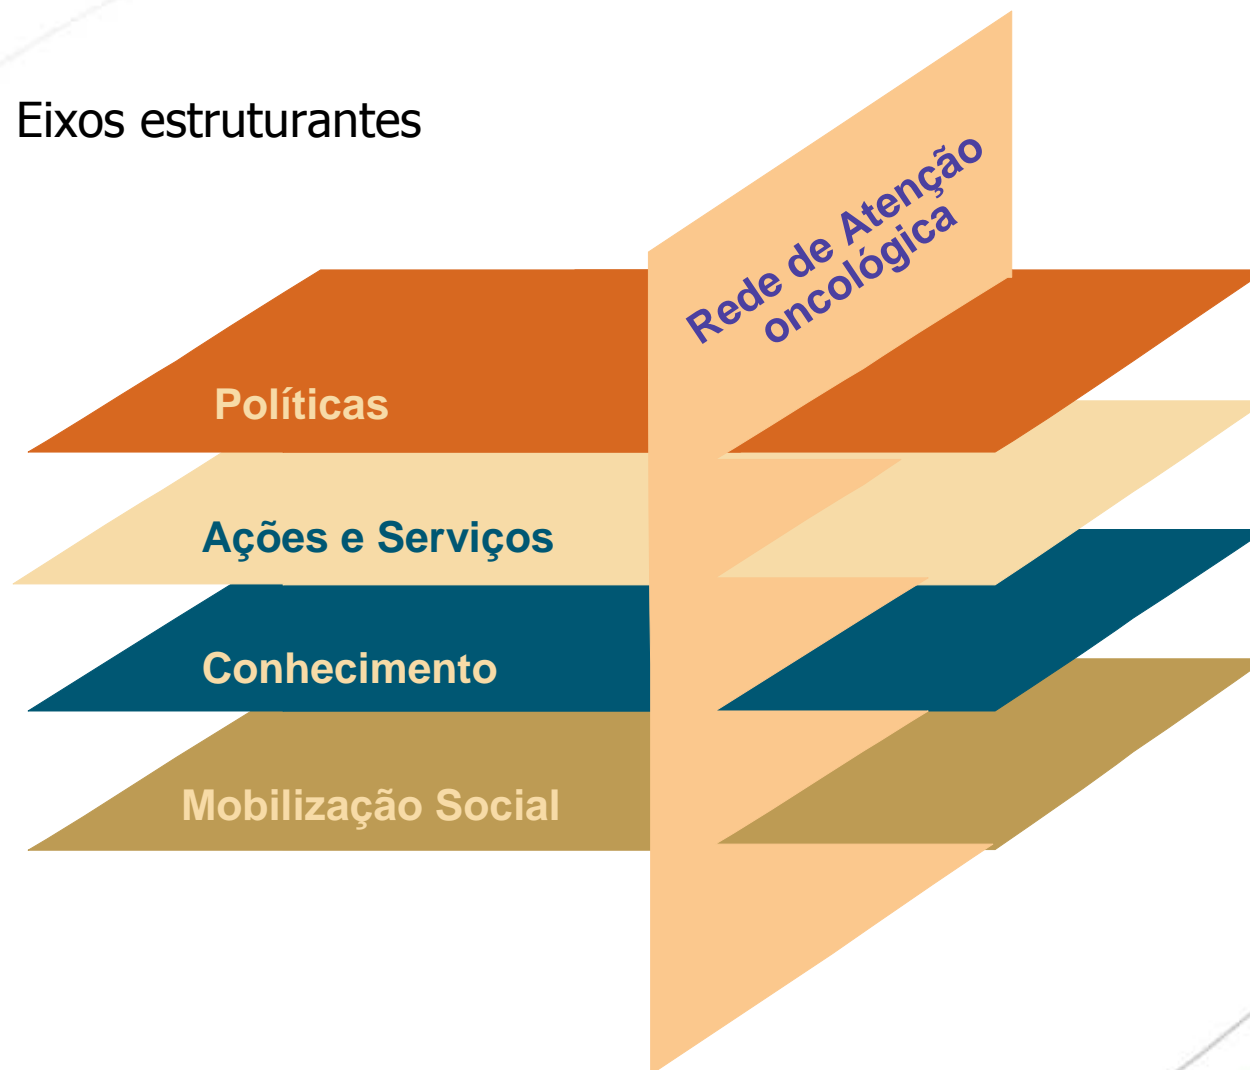 Eixos estruturantes
Rede de Atenção
oncológica
Políticas
Ações e Serviços
Conhecimento
Mobilização Social